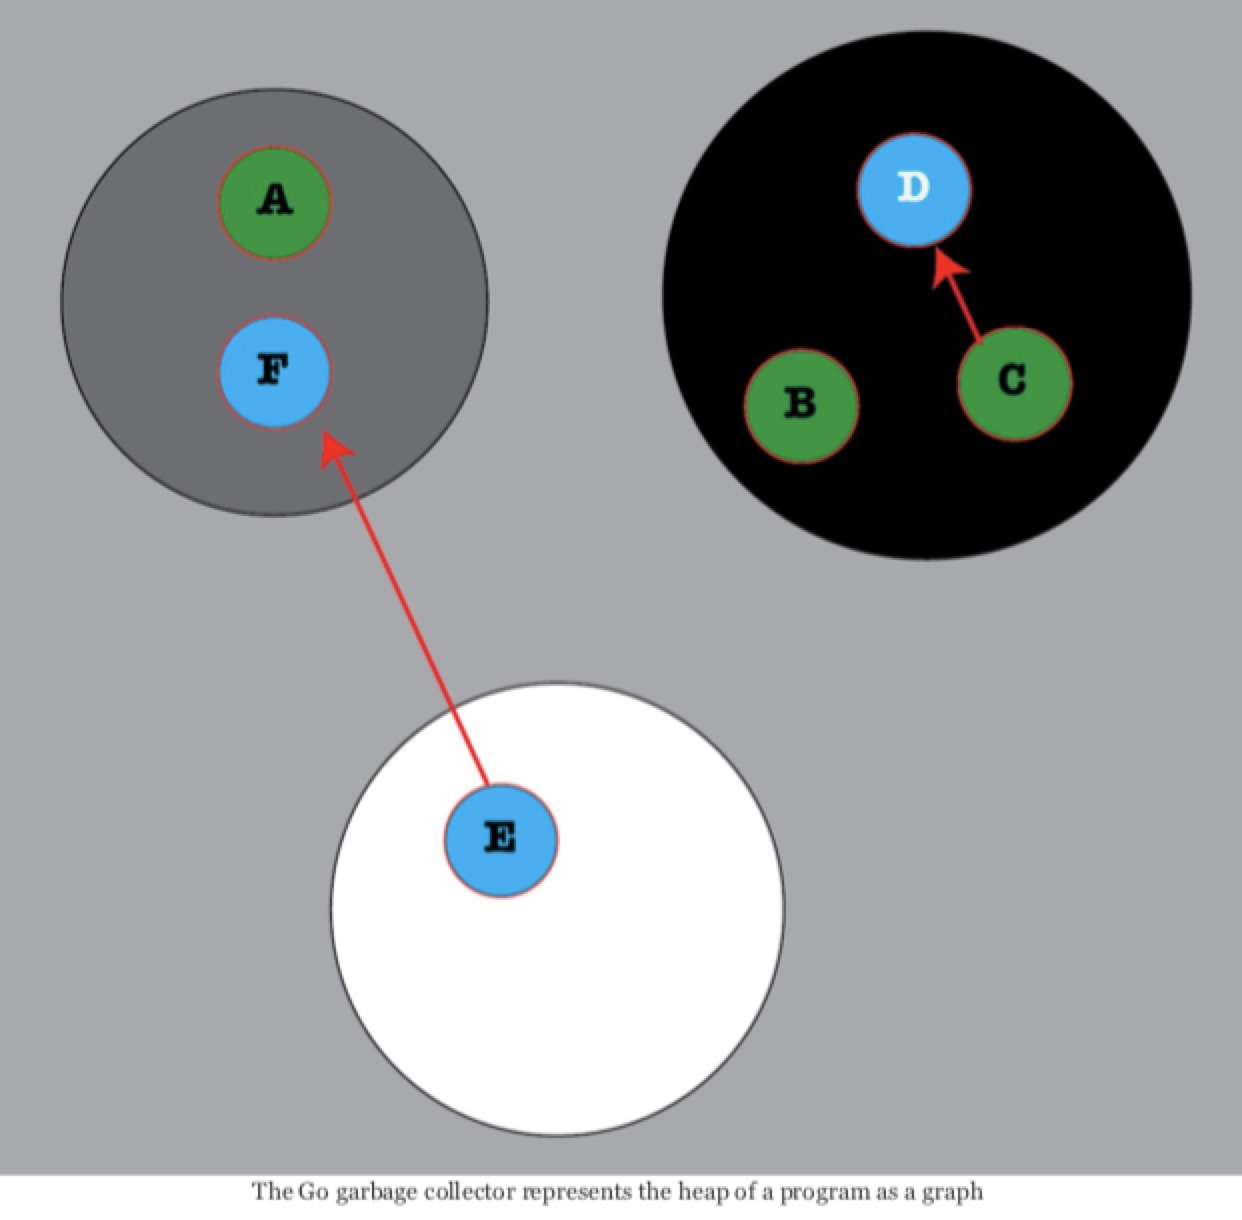 A
F
D
B
C
E
The Go garbage collector represents the heap of a program as a graph